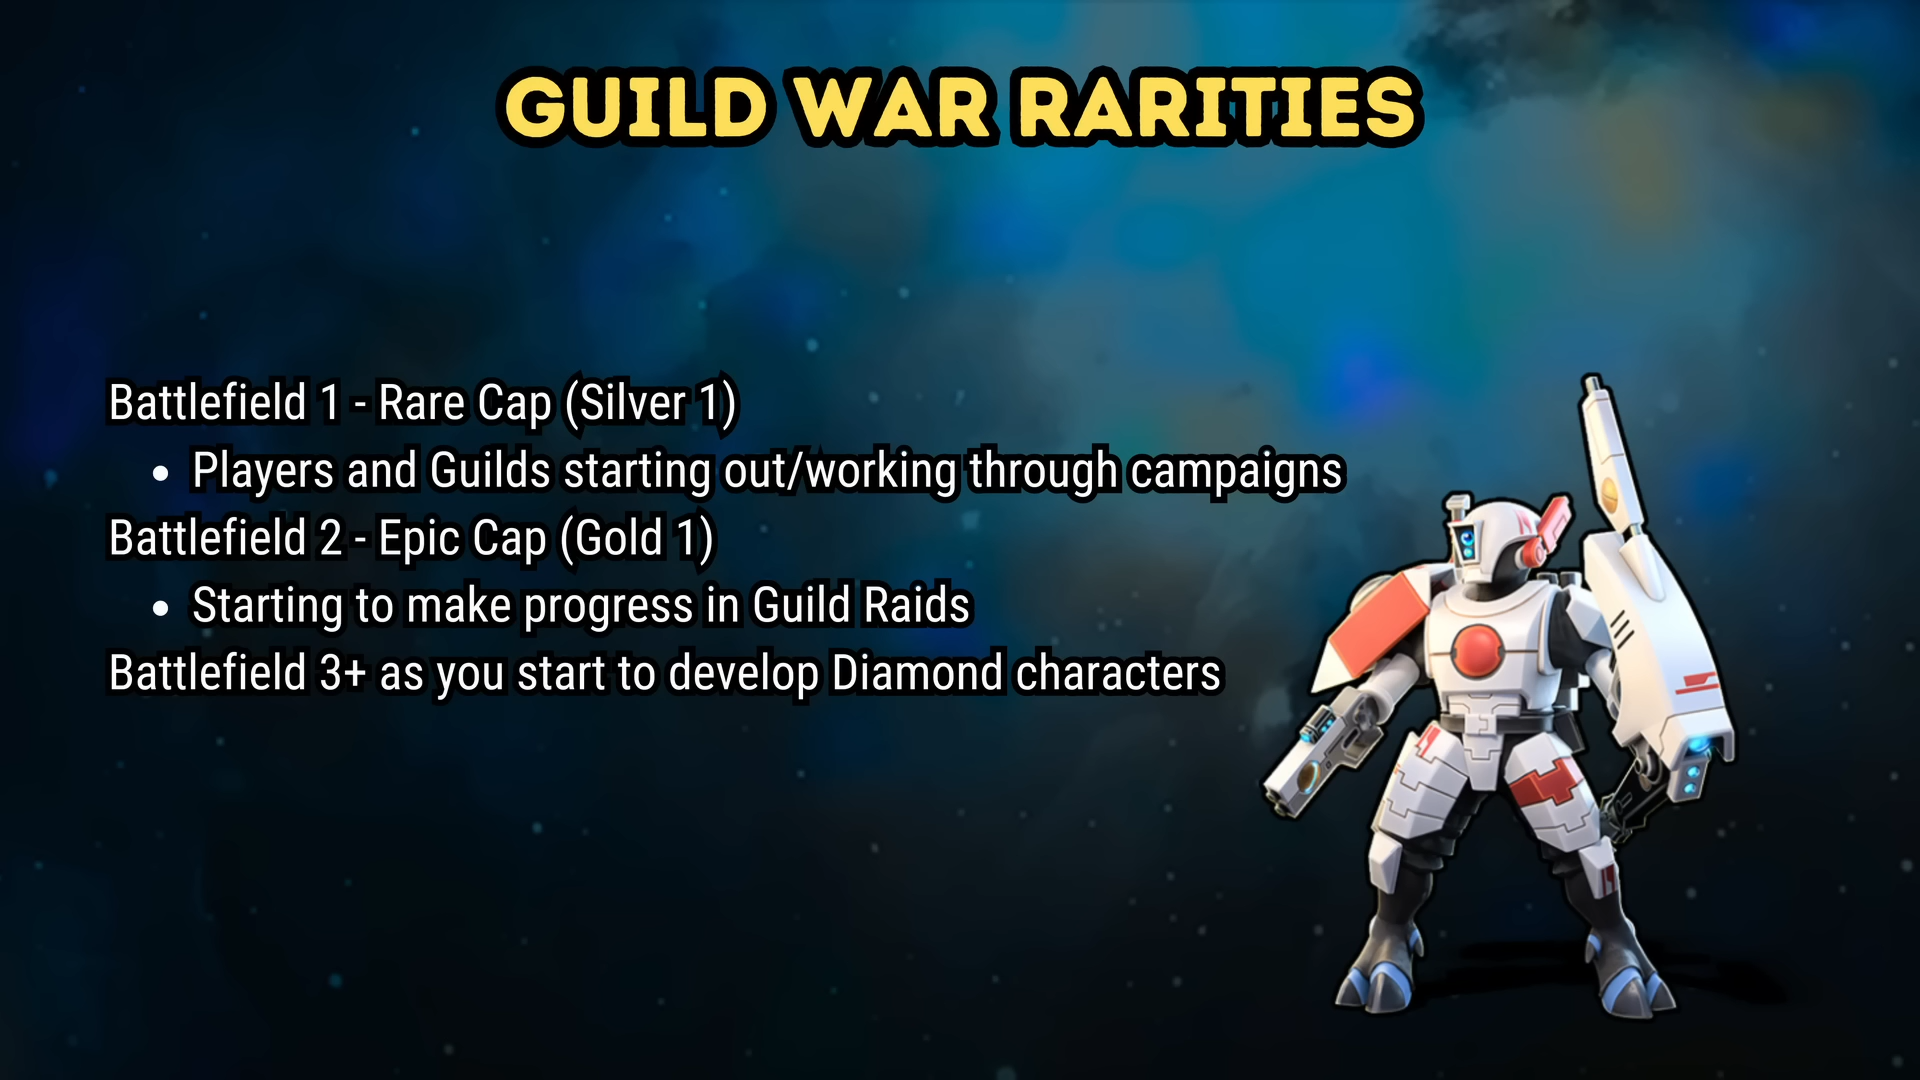 GUILD WAR RARITIES
Battlefield 1 - Rare Cap (Silver 1)
• Players and Guilds starting out/working through campaigns
Battlefield 2 - Epic Cap (Gold 1)
• Starting to make progress in Guild Raids
Battlefield 3+ as you start to develop Diamond characters